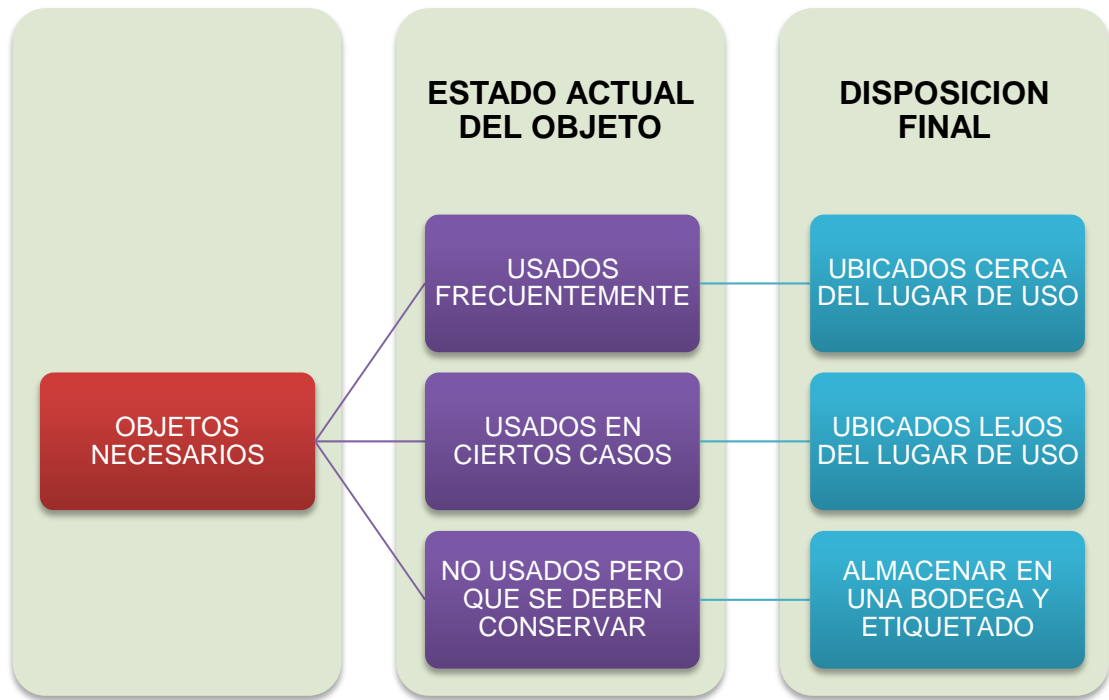 ESTADO ACTUAL
DEL OBJETO
DISPOSICION
FINAL
OBJETOS
NECESARIOS
USADOS
FRECUENTEMENTE
UBICADOS CERCA
DEL LUGAR DE USO
USADOS EN
CIERTOS CASOS
UBICADOS LEJOS
DEL LUGAR DE USO
NO USADOS PERO
QUE SE DEBEN
CONSERVAR
ALMACENAR EN
UNA BODEGA Y
ETIQUETADO